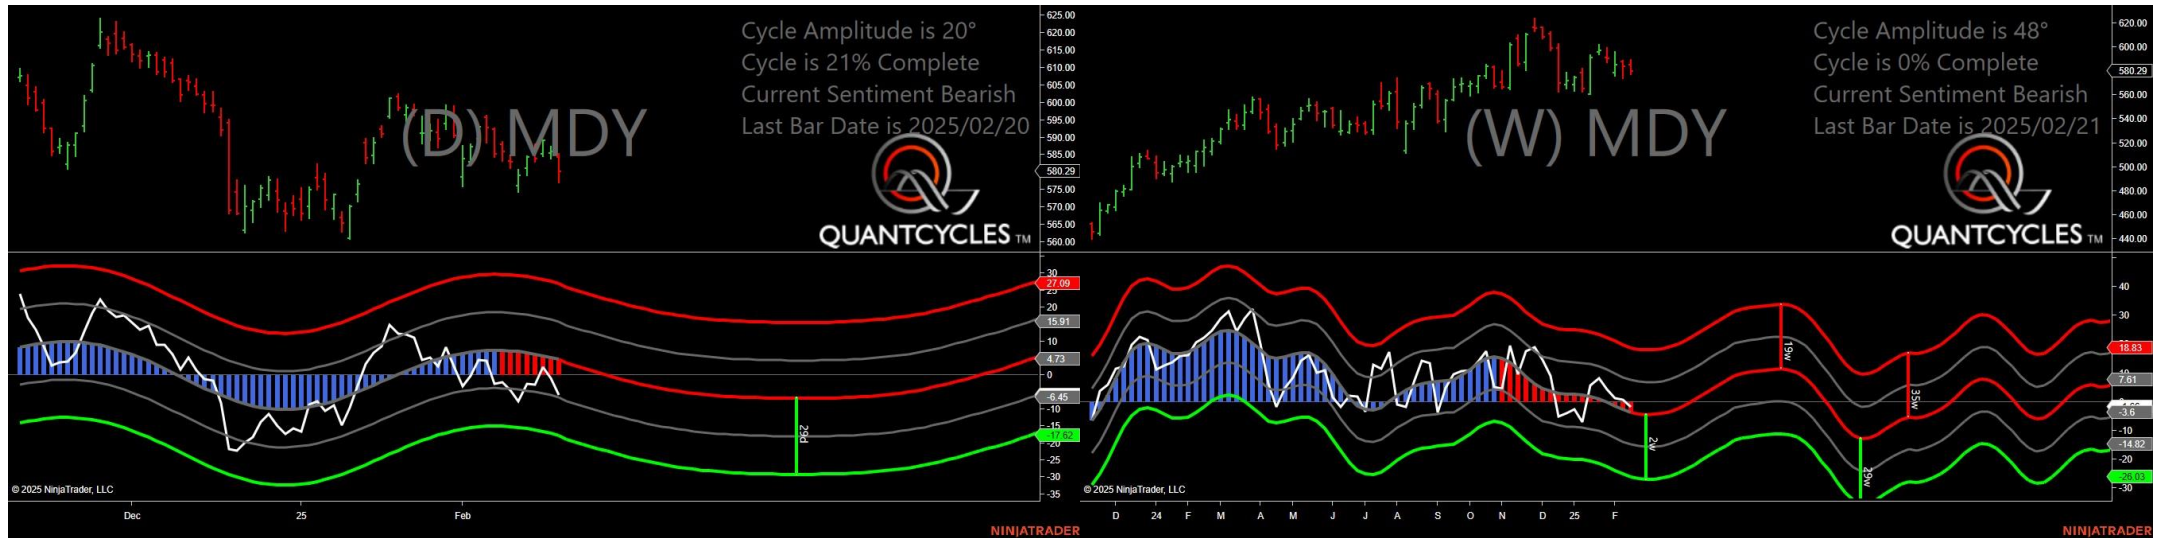 Cycle Amplitude is 20°
Cycle is 21% Complete
Current Sentiment Bearish
Last Bar Date is 2025/02/20
(D) MDY
QUANTCYCLES TM
625.00
620.00
615.00
610.00
605.00
600.00
595.00
590.00
585.00
580.29
575.00
570.00
565.00
560.00
30
27.09
25
20
15.91
10
4.73
0
-6.45
-10
-15
-17.62
-20
-25
-30
-35
29d
© 2025 NinjaTrader, LLC
Dec
25
Feb
NINJATRADER
Cycle Amplitude is 48°
Cycle is 0% Complete
Current Sentiment Bearish
Last Bar Date is 2025/02/21
(W) MDY
QUANTCYCLES TM
620.00
600.00
580.29
560.00
540.00
520.00
500.00
480.00
460.00
440.00
40
30
18.83
10
7.61
-3.6
-10
-14.82
-20
-26.03
-30
19w
35w
2w
29w
© 2025 NinjaTrader, LLC
D 24 F M A M J J A S O N D 25 F
NINJATRADER